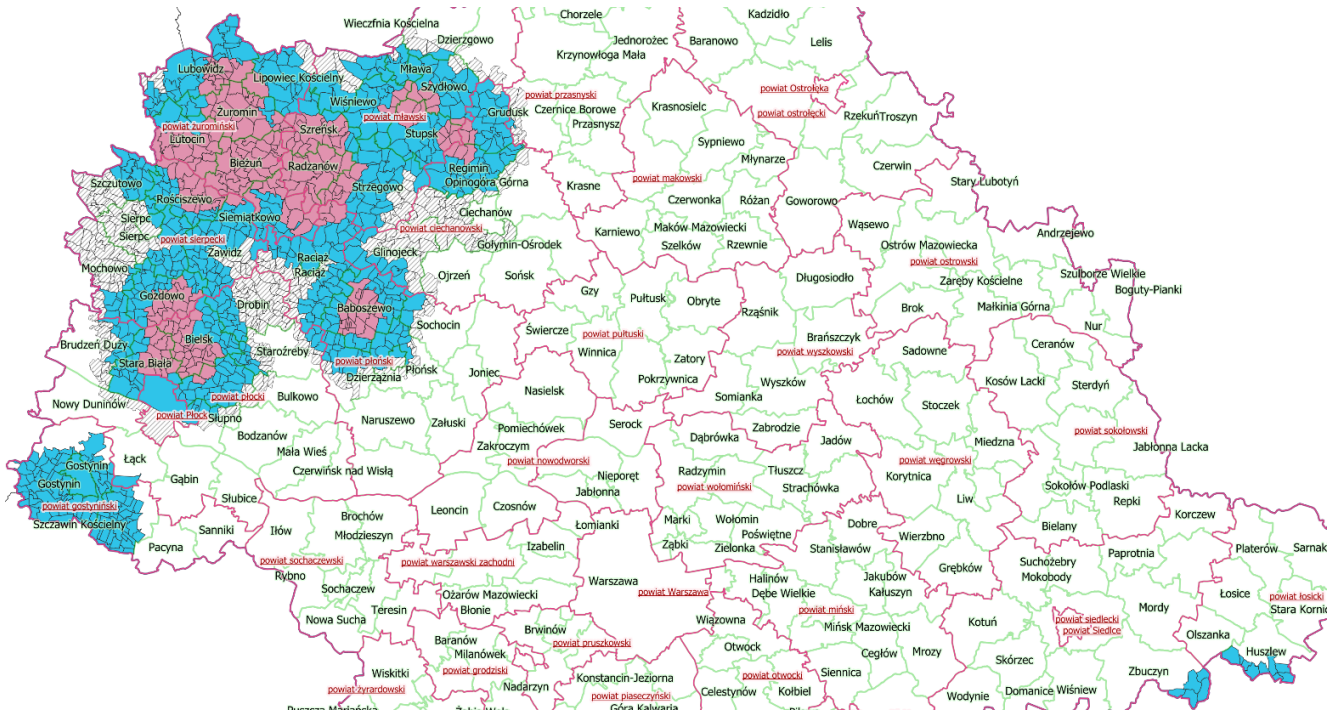 Wieczfnia Kościelna
Chorzele
Kadzidło
Dzierzgowo
Jednorożec
Baranowo
Lelis
Krzynowłoga Mała
Lubowidz
Lipowiec Kościelny
Mława
Szydłowo
powiat przasnyski
powiat Ostrołęka
Wiśniewo
Czernice Borowe
Krasnosielc
powiat ostrołęcki
Żuromin
powiat mławski
Grudusk
Przasnysz
Rzekuń
Troszyn
powiat żuromiński
Szreńsk
Stupsk
Sypniewo
Lutocin
Młynarze
Bieżuń
Radzanów
Regimin
Czerwin
Szczutowo
Strzegowo
Opinogóra Górna
Krasne
powiat makowski
Stary Lubotyń
Rościszewo
Czerwonka
Różan
Goworowo
Sierpc
Siemiątkowo
Ciechanów
powiat ciechanowski
Karniewo
Maków Mazowiecki
Wąsewo
Andrzejewo
Sierpc
powiat sierpecki
Gołymin-Ośrodek
Szelków
Rzewnie
Ostrów Mazowiecka
Zawidz
Raciąż
Glinojeck
powiat ostrowski
Mochowo
Raciąż
Ojrzeń
Sońsk
Długosiodło
Szulborze Wielkie
Zaręby Kościelne
Boguty-Pianki
Gozdowo
Gzy
Pułtusk
Obryte
Drobin
Baboszewo
Rząśnik
Brok
Małkinia Górna
Sochocin
Świercze
powiat pułtuski
Nur
Bielsk
Brańszczyk
Brudzeń Duży
Staroźreby
Winnica
powiat wyszkowski
Sadowne
Ceranów
Stara Biała
powiat płoński
Płońsk
Zatory
Dzierzążnia
Joniec
Pokrzywnica
Wyszków
Kosów Lacki
Sterdyń
Nowy Duninów
powiat płocki
Bulkowo
Nasielsk
Somianka
Łochów
Stoczek
powiat Płock
Słupno
Naruszewo
Załuski
Pomiechówek
Serock
Zabrodzie
powiat sokołowski
Bodzanów
Dąbrówka
Jadów
Miedzna
Mała Wieś
Zakroczym
Jabłonna Lacka
Gostynin
Łąck
powiat nowodworski
powiat węgrowski
Czerwińsk nad Wisłą
Radzymin
Tłuszcz
Gostynin
Gąbin
Nieporęt
Strachówka
Korytnica
Sokołów Podlaski
powiat wołomiński
Jabłonna
Słubice
Liw
Repki
powiat gostyniński
Leoncin
Czosnów
Szczawin Kościelny
Sanniki
Iłów
Brochów
Łomianki
Marki
Wołomin
Dobre
Bielany
Korczew
Młodzieszyn
Poświętne
Wierzbno
Pacyna
Izabelin
Ząbki
Zielonka
Stanisławów
Platerów
Sarnak
powiat sochaczewski
powiat warszawski zachodni
Paprotnia
Suchożebry
Rybno
Warszawa
Halinów
Jakubów
Grębków
Mokobody
Sochaczew
Ożarów Mazowiecki
powiat Warszawa
Dębe Wielkie
Kałuszyn
Łosice
powiat łosicki
Teresin
Błonie
powiat miński
Mordy
Stara Kornic
Nowa Sucha
Wiązowna
Kotuń
powiat siedlecki
powiat Siedlce
Brwinów
Mińsk Mazowiecki
Baranów
powiat pruszkowski
Otwock
Olszanka
Milanówek
Cegłów
Mrozy
Huszlew
Wiskitki
powiat grodziski
Konstancin-Jeziorna
powiat otwocki
Siennica
Skórzec
Zbuczyn
powiat żyrardowski
Nadarzyn
powiat piaseczyński
Celestynów
Kołbiel
Wodynie
Domanice
Wiśniew
Góra Kalwaria